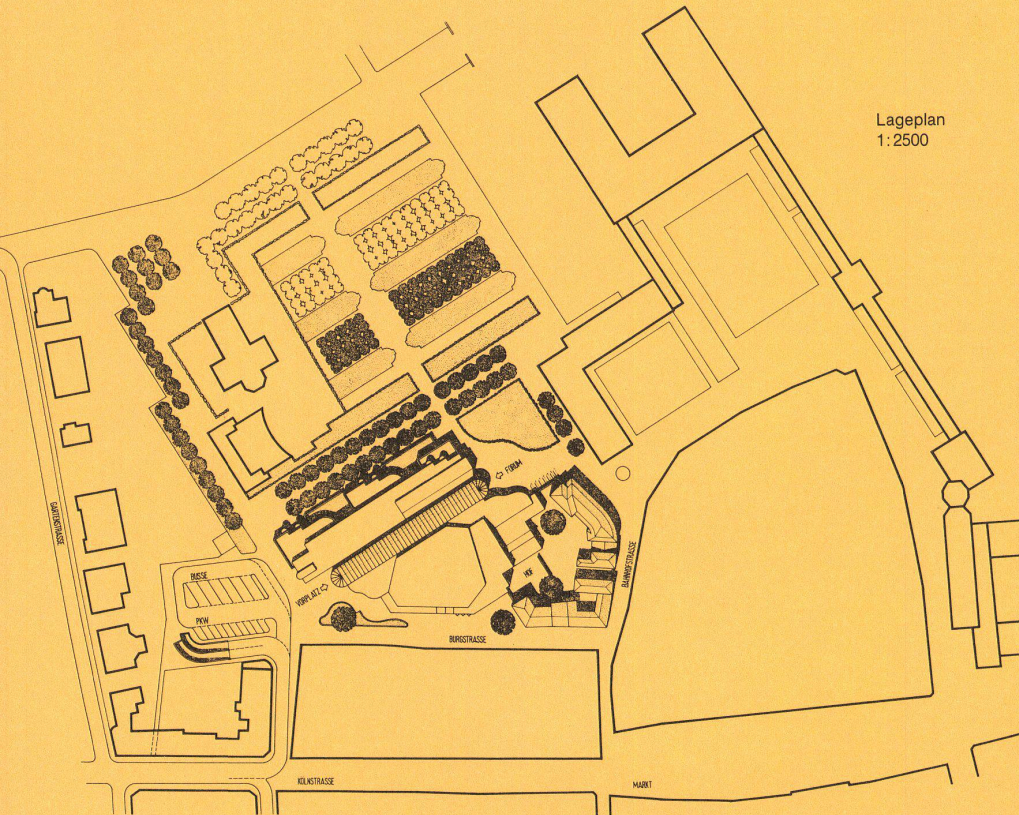 Lageplan
1:2500
FORUM
GARTENSTRASSE
BAHNHOFSTRASSE
BUSSE
HOF
VORPLATZ
PKW
BURGSTRASSE
KÖLNSTRASSE
MARKT